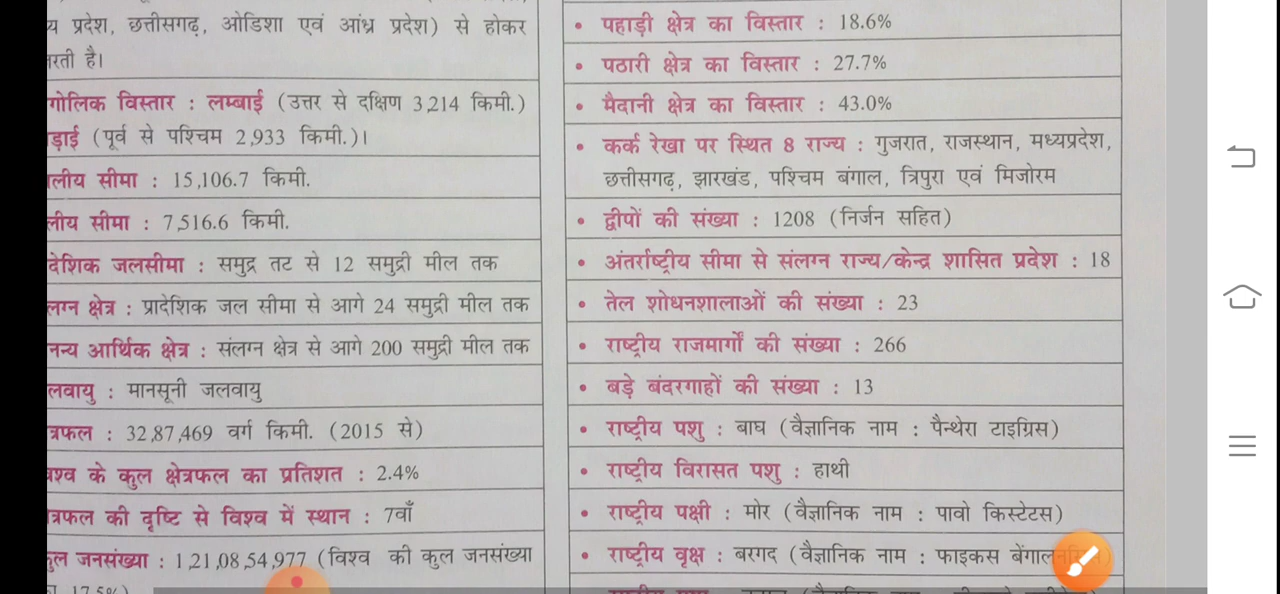 य प्रदेश, छत्तीसगढ़, ओडिशा एवं आंध्र प्रदेश) से होकर
रती है।
गोलिक विस्तार : लम्बाई (उत्तर से दक्षिण 3,214 किमी.)
ड़ाई (पूर्व से पश्चिम 2,933 किमी.)।
लीय सीमा : 15,106.7 किमी.
लीय सीमा : 7,516.6 किमी.
देशिक जलसीमा : समुद्र तट से 12 समुद्री मील तक
लग्न क्षेत्र : प्रादेशिक जल सीमा से आगे 24 समुद्री मील तक
नन्य आर्थिक क्षेत्र : संलग्न क्षेत्र से आगे 200 समुद्री मील तक
लवायु : मानसूनी जलवायु
त्रफल : 32,87,469 वर्ग किमी. (2015 से)
श्व के कुल क्षेत्रफल का प्रतिशत : 2.4%
त्रफल की दृष्टि से विश्व में स्थान : 7वाँ
कुल जनसंख्या : 1,21,08,54,977 (विश्व की कुल जनसंख्या
17.5%)
• पहाड़ी क्षेत्र का विस्तार : 18.6%
• पठारी क्षेत्र का विस्तार : 27.7%
• मैदानी क्षेत्र का विस्तार : 43.0%
• कर्क रेखा पर स्थित 8 राज्य : गुजरात, राजस्थान, मध्यप्रदेश,
छत्तीसगढ़, झारखंड, पश्चिम बंगाल, त्रिपुरा एवं मिजोरम
• द्वीपों की संख्या : 1208 (निर्जन सहित)
• अंतर्राष्ट्रीय सीमा से संलग्न राज्य/केन्द्र शासित प्रदेश : 18
• तेल शोधनशालाओं की संख्या : 23
• राष्ट्रीय राजमार्गों की संख्या : 266
• बड़े बंदरगाहों की संख्या : 13
• राष्ट्रीय पशु : बाघ (वैज्ञानिक नाम : पैन्थेरा टाइग्रिस)
• राष्ट्रीय विरासत पशु : हाथी
• राष्ट्रीय पक्षी : मोर (वैज्ञानिक नाम : पावो क्रिस्टेटस)
• राष्ट्रीय वृक्ष : बरगद (वैज्ञानिक नाम : फाइकस